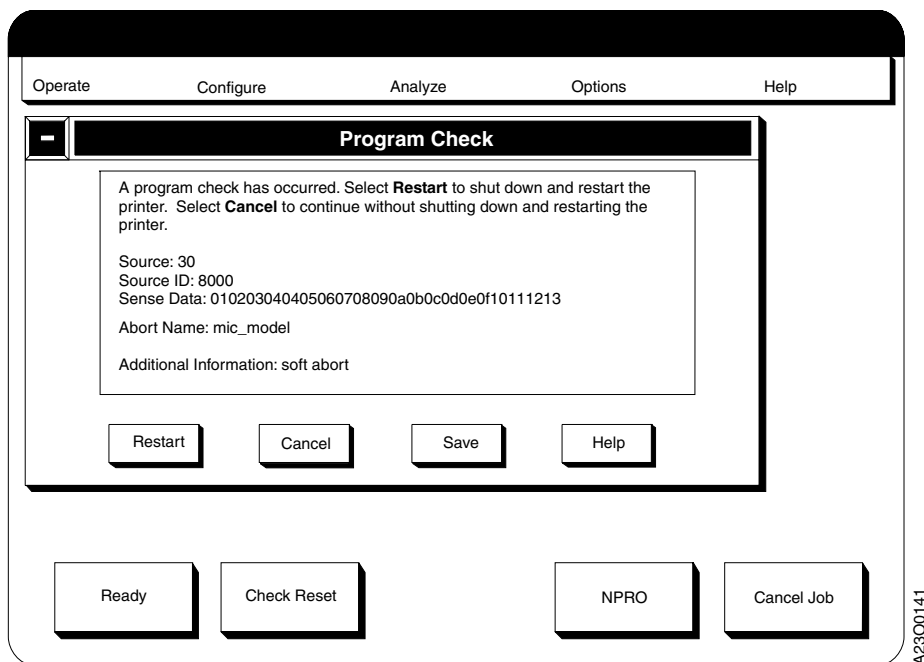 Operate Configure Analyze Options Help
Program Check
A program check has occurred. Select Restart to shut down and restart the
printer. Select Cancel to continue without shutting down and restarting the
printer.
Source: 30
Source ID: 8000
Sense Data: 010203040405060708090a0b0c0d0e0f10111213
Abort Name: mic_model
Additional Information: soft abort
Restart Cancel Save Help
Ready Check Reset NPRO Cancel Job
A23O0141